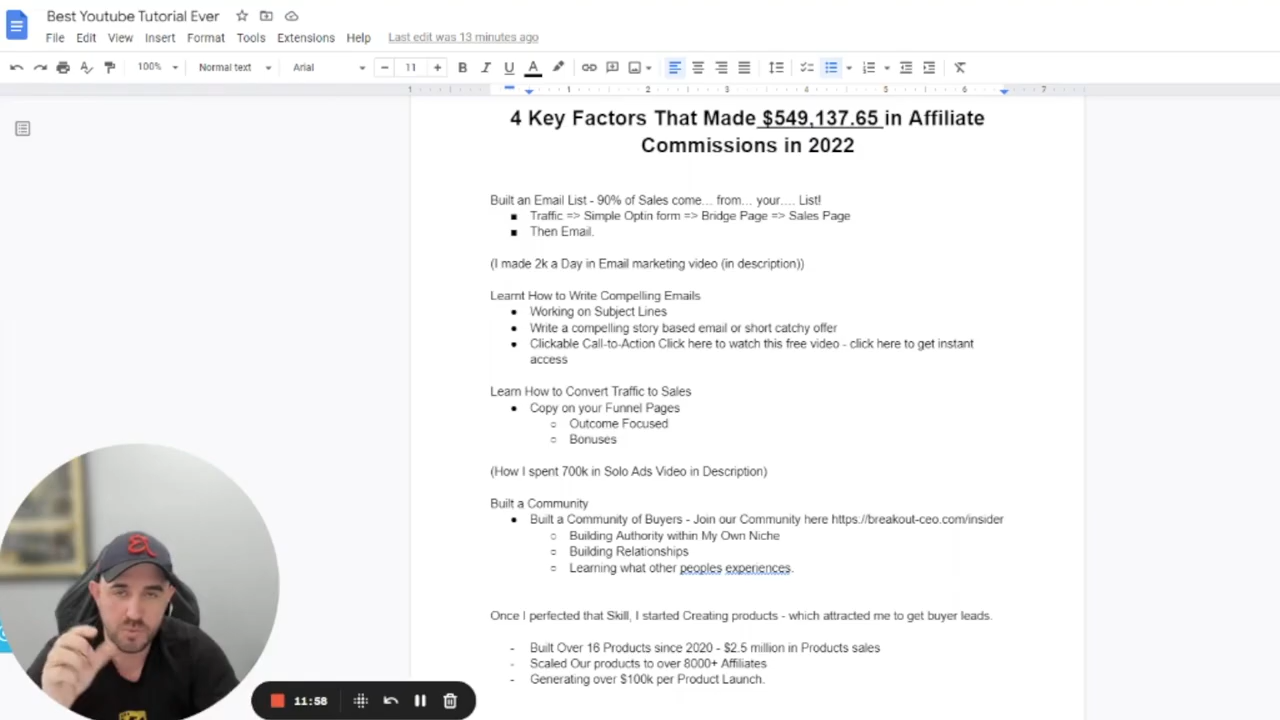 Best Youtube Tutorial Ever
File Edit View Insert Format Tools Extensions Help Last edit was 13 minutes ago
100% Normal text Arial 11
1 1 2 3 4 5 6 7
4 Key Factors That Made $549,137.65 in Affiliate
Commissions in 2022
Built an Email List - 90% of Sales come... from... your.... List!
■ Traffic => Simple Optin form => Bridge Page => Sales Page
■ Then Email.
(I made 2k a Day in Email marketing video (in description))
Learnt How to Write Compelling Emails
● Working on Subject Lines
● Write a compelling story based email or short catchy offer
● Clickable Call-to-Action Click here to watch this free video - click here to get instant
access
Learn How to Convert Traffic to Sales
● Copy on your Funnel Pages
○ Outcome Focused
○ Bonuses
(How I spent 700k in Solo Ads Video in Description)
Built a Community
● Built a Community of Buyers - Join our Community here https://breakout-ceo.com/insider
○ Building Authority within My Own Niche
○ Building Relationships
○ Learning what other peoples experiences.
Once I perfected that Skill, I started Creating products - which attracted me to get buyer leads.
- Built Over 16 Products since 2020 - $2.5 million in Products sales
- Scaled Our products to over 8000+ Affiliates
- Generating over $100k per Product Launch.
11:58